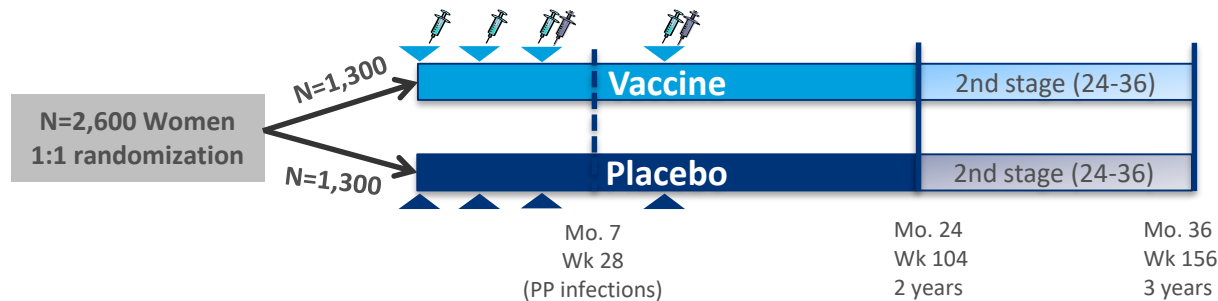 N=2,600 Women
1:1 randomization
N=1,300
N=1,300
Vaccine
2nd stage (24-36)
Placebo
2nd stage (24-36)
Mo. 7
Wk 28
(PP infections)
Mo. 24
Wk 104
2 years
Mo. 36
Wk 156
3 years